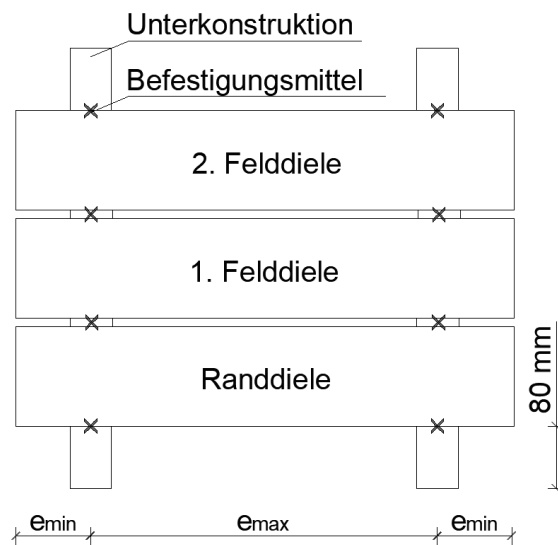 Unterkonstruktion
Befestigungsmittel
2. Felddiele
1. Felddiele
Randdiele
80 mm
emin emax emin